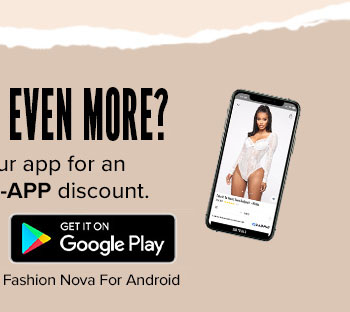 EVEN MORE?
ur app for an
-APP discount.
GET IT ON
Google Play
Fashion Nova For Android